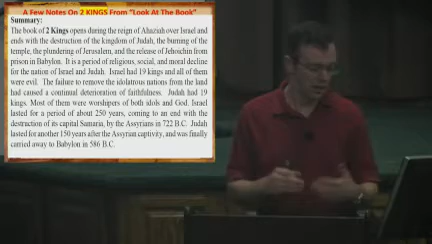 A Few Notes On 2 KINGS From "Look At The Book"
Summary:
The book of 2 Kings opens during the reign of Ahaziah over Israel and
ends with the destruction of the kingdom of Judah, the burning of the
temple, the plundering of Jerusalem, and the release of Jehoichin from
prison in Babylon. It is a period of religious, social, and moral decline
for the nation of Israel and Judah. Israel had 19 kings and all of them
were evil. The failure to remove the idolatrous nations from the land
had caused a continual deterioration of faithfulness. Judah had 19
kings. Most of them were worshipers of both idols and God. Israel
lasted for a period of about 250 years, coming to an end with the
destruction of its capital Samaria, by the Assyrians in 722 B.C. Judah
lasted for another 150 years after the Assyrian captivity, and was finally
carried away to Babylon in 586 B.C.